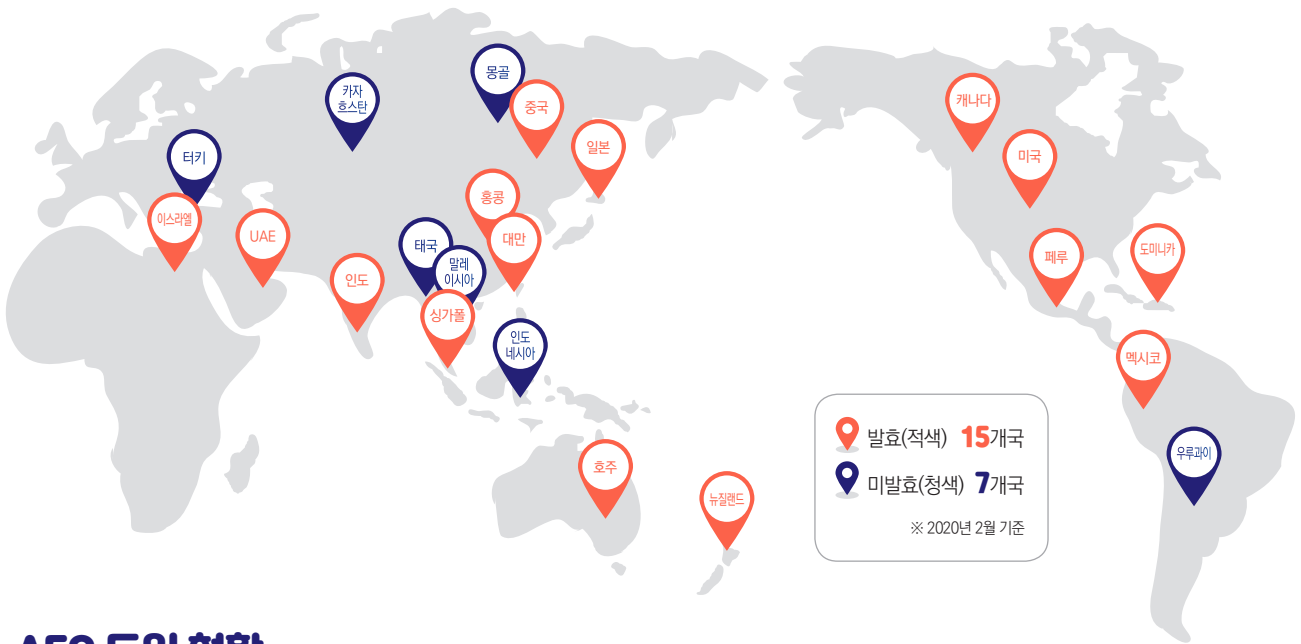 몽골
카자
흐스탄
중국
캐나다
일본
터키
미국
홍콩
이스라엘
UAE
태국
대만
말레
이시아
인도
페루
도미니카
싱가폴
인도
네시아
멕시코
발효(적색) 15개국
미발효(청색) 7개국
※ 2020년 2월 기준
우루과이
호주
뉴질랜드